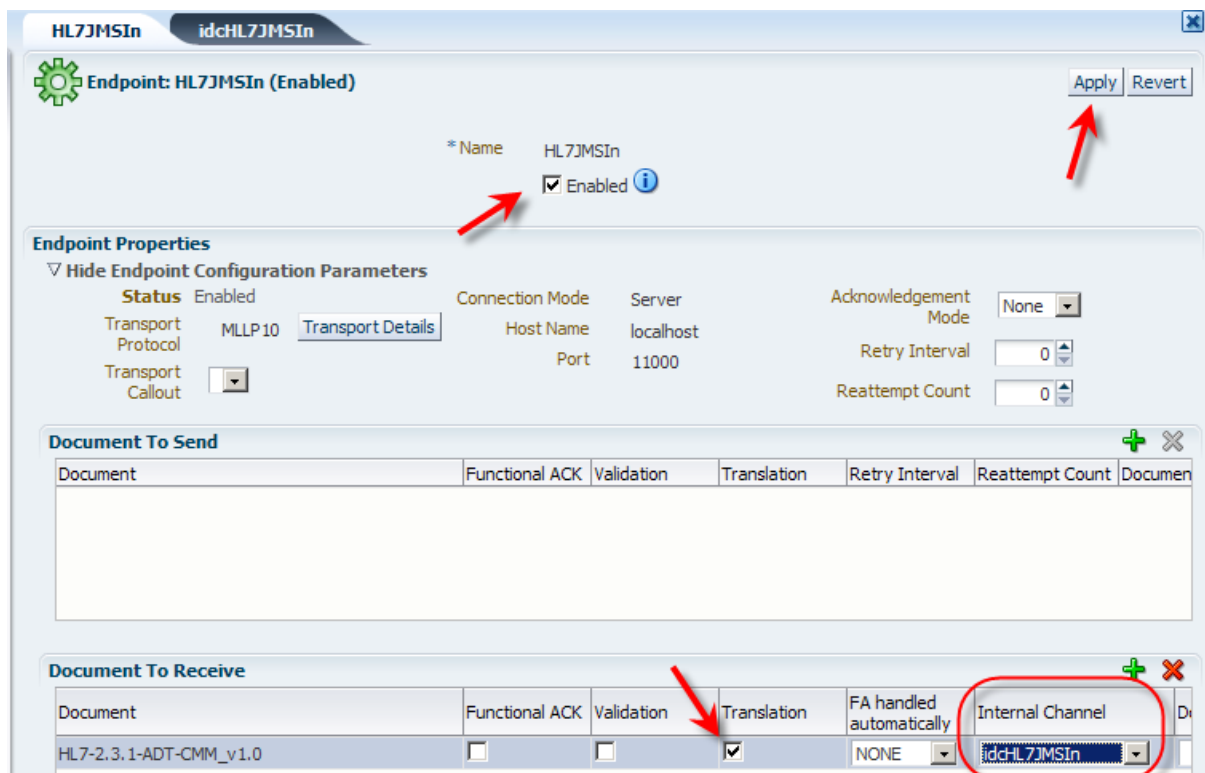 HL7JMSIn idcHL7JMSIn
Endpoint: HL7JMSIn (Enabled)
Apply Revert
* Name HL7JMSIn
Enabled
Endpoint Properties
Hide Endpoint Configuration Parameters
Status Enabled Connection Mode Server Acknowledgement Mode None
Transport Protocol MLLP10 Transport Details Host Name localhost Retry Interval 0
Transport Callout Port 11000 Reattempt Count 0
Document To Send
Document Functional ACK Validation Translation Retry Interval Reattempt Count Documen
Document To Receive
Document Functional ACK Validation Translation FA handled automatically Internal Channel D
HL7-2.3.1-ADT-CMM_v1.0 NONE idcHL7JMSIn